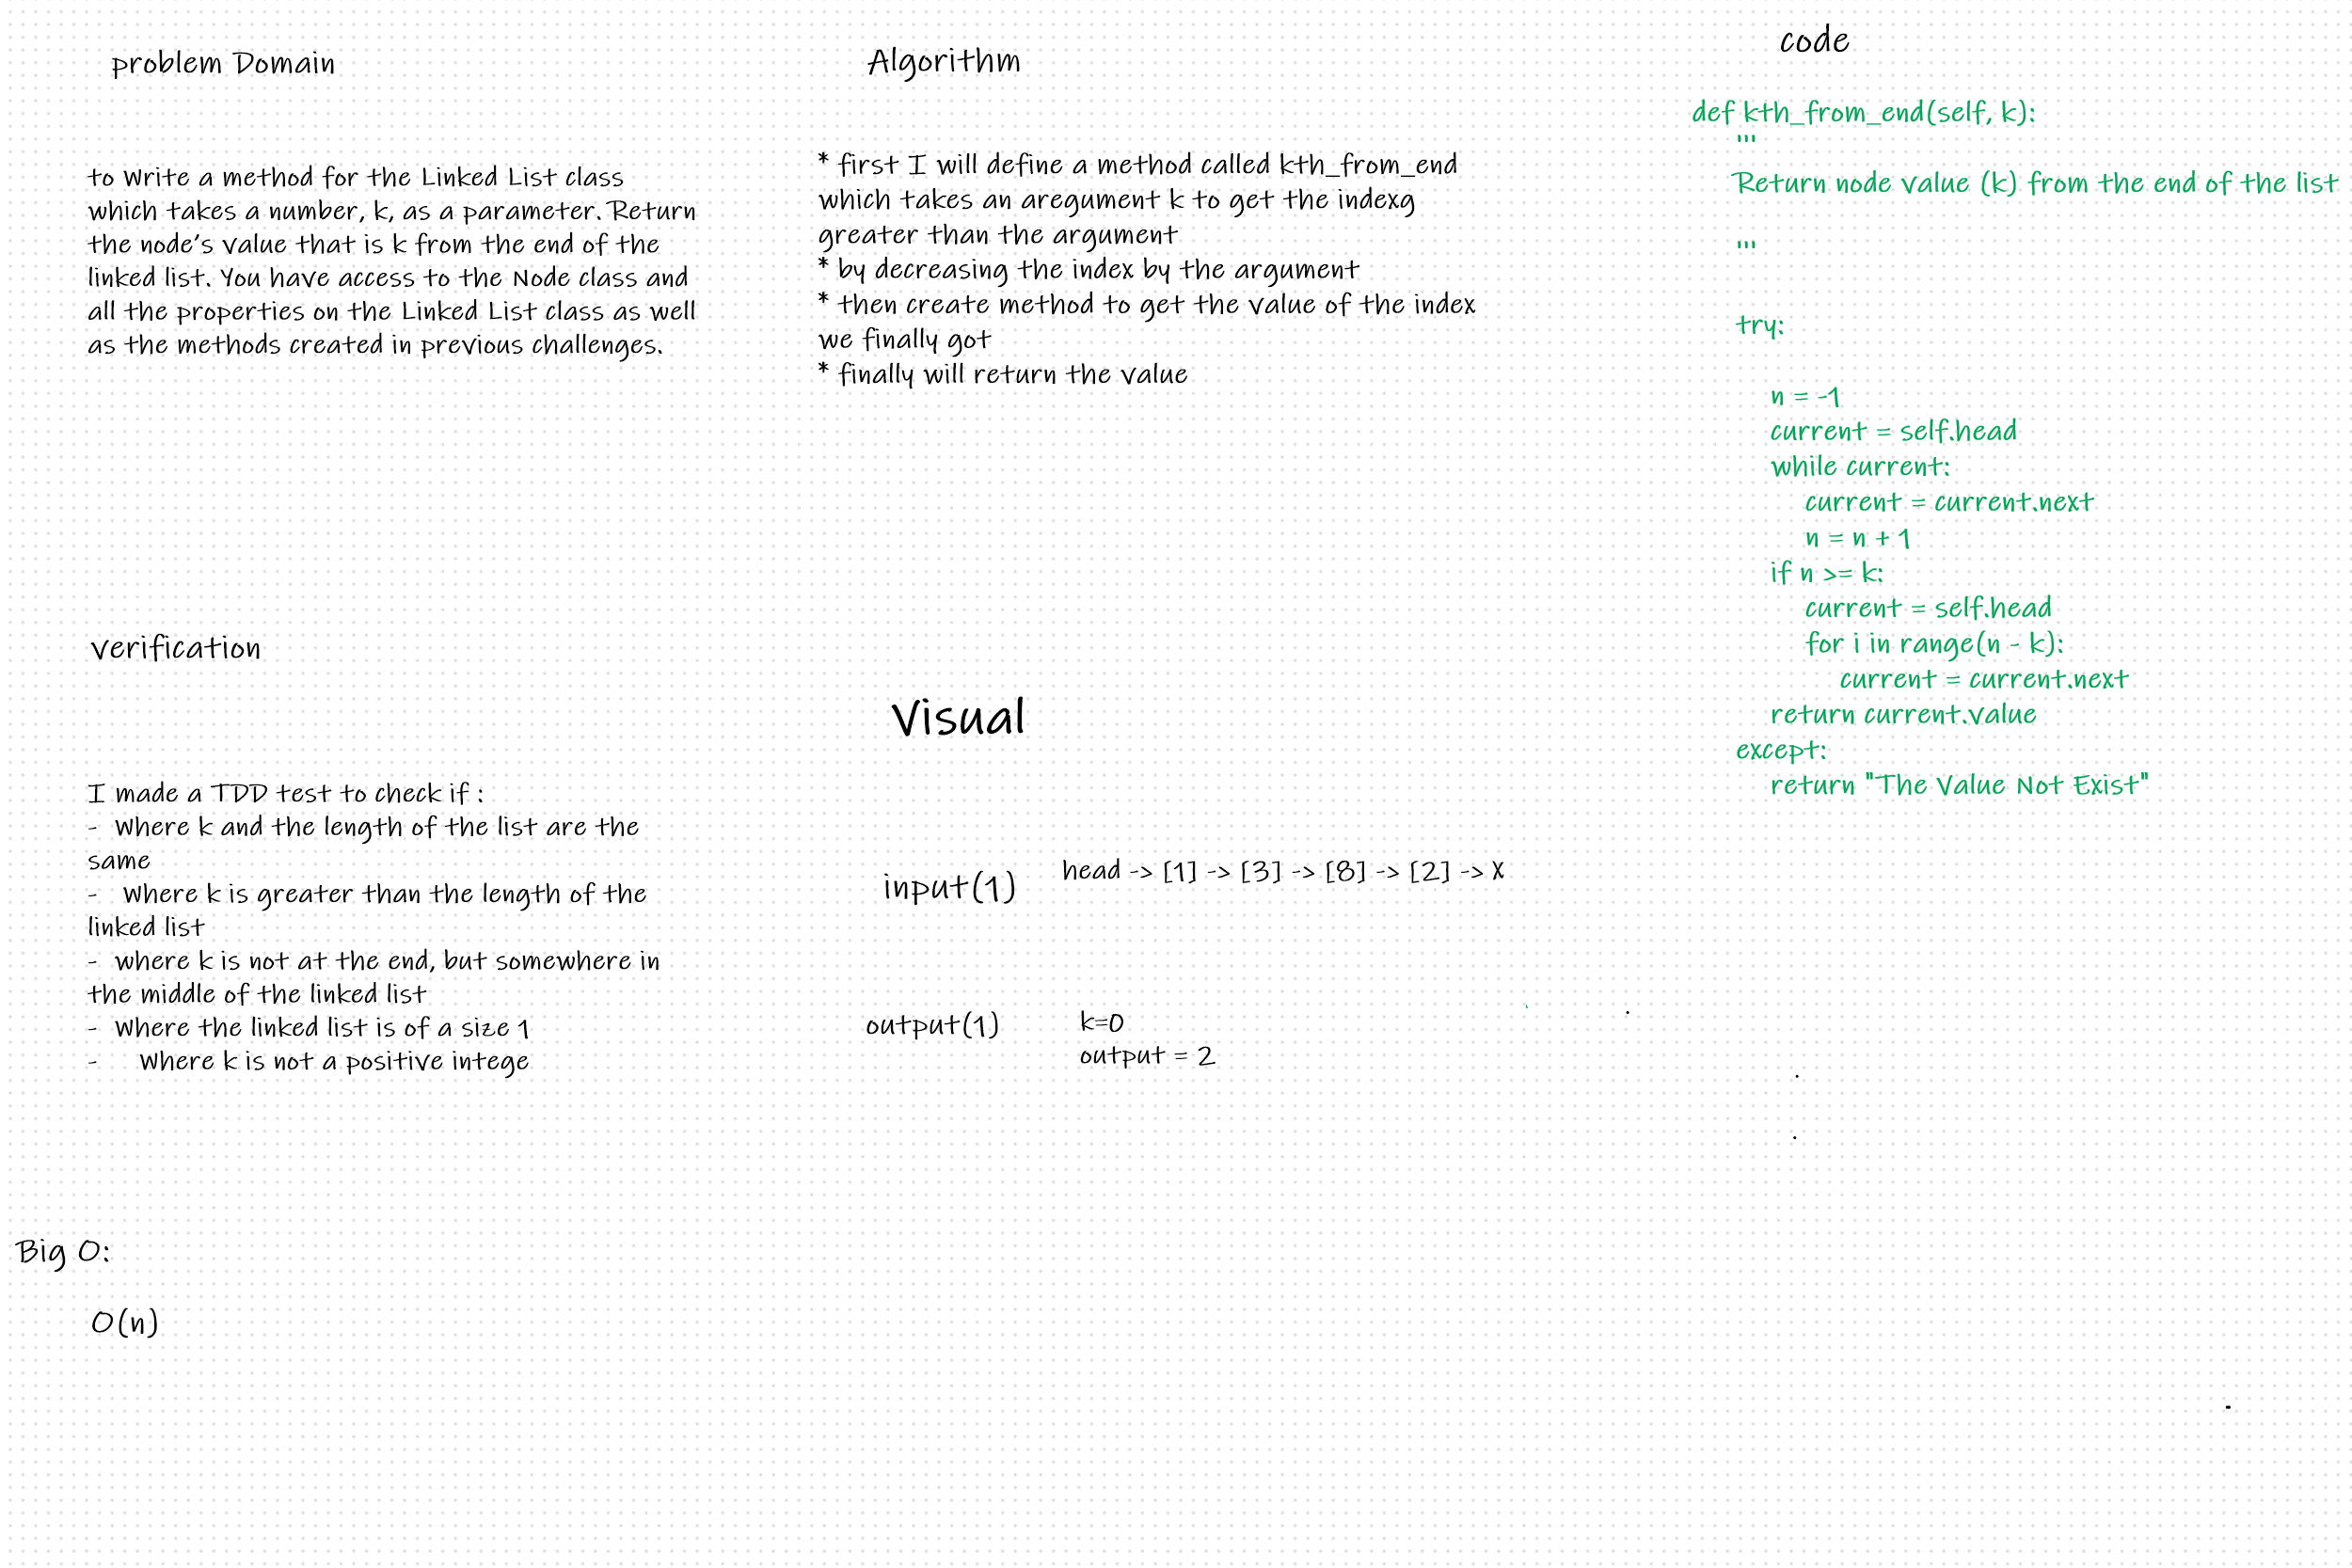 problem Domain
to Write a method for the Linked List class
which takes a number, k, as a parameter. Return
the node's value that is k from the end of the
linked list. You have access to the Node class and
all the properties on the Linked List class as well
as the methods created in previous challenges.
Algorithm
* first I will define a method called kth_from_end
which takes an aregument k to get the indexg
greater than the argument
* by decreasing the index by the argument
* then create method to get the value of the index
we finally got
* finally will return the value
code
def kth_from_end(self, k):
'''
Return node value (k) from the end of the list
'''
try:
n = -1
current = self.head
while current:
current = current.next
n = n + 1
if n >= k:
current = self.head
for i in range(n - k):
current = current.next
return current.value
except:
return "The Value Not Exist"
verification
I made a TDD test to check if :
- Where k and the length of the list are the
same
- Where k is greater than the length of the
linked list
- where k is not at the end, but somewhere in
the middle of the linked list
- Where the linked list is of a size 1
- Where k is not a positive intege
Visual
input(1)
head -> [1] -> [3] -> [8] -> [2] -> X
output(1)
k=0
output = 2
Big O:
O(n)